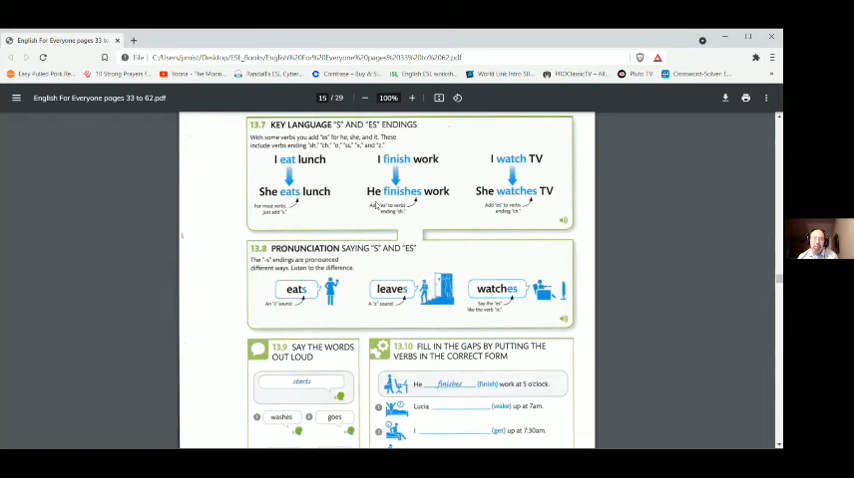 English For Everyone pages 33 to 62.pdf
File
C:/Users/pmist/Desktop/ESL_Books/English%20For%20Everyone%20pages%2033%20to%2062.pdf
Easy Pulled Pork Re...
10 Strong Prayers f...
Voona - The Maca...
Randall's ESL Cyber...
Coinbase – Buy & S...
ESL English worksh...
World Link Intro SB...
PROClassicTV – All...
Pluto TV
Crossword-Solver: E...
English For Everyone pages 33 to 62.pdf
15 / 29
100%
13.7 KEY LANGUAGE "S" AND "ES" ENDINGS
With some verbs you add "es" for he, she, and it. These
include verbs ending "sh," "ch," "o," "ss," "x," and "z."
I eat lunch
I finish work
I watch TV
She eats lunch
He finishes work
She watches TV
For most verbs,
just add "s."
Add "es" to verbs
ending "sh."
Add "es" to verbs
ending "ch."
13.8 PRONUNCIATION SAYING "S" AND "ES"
The "-s" endings are pronounced
different ways. Listen to the difference.
eats
leaves
watches
An "s" sound.
A "z" sound.
Say the "es"
like the verb "is."
13.9 SAY THE WORDS
OUT LOUD
washes
goes
13.10 FILL IN THE GAPS BY PUTTING THE
VERBS IN THE CORRECT FORM
He finishes (finish) work at 5 o'clock.
1 Lucia (wake) up at 7am.
2 I (get) up at 7:30am.